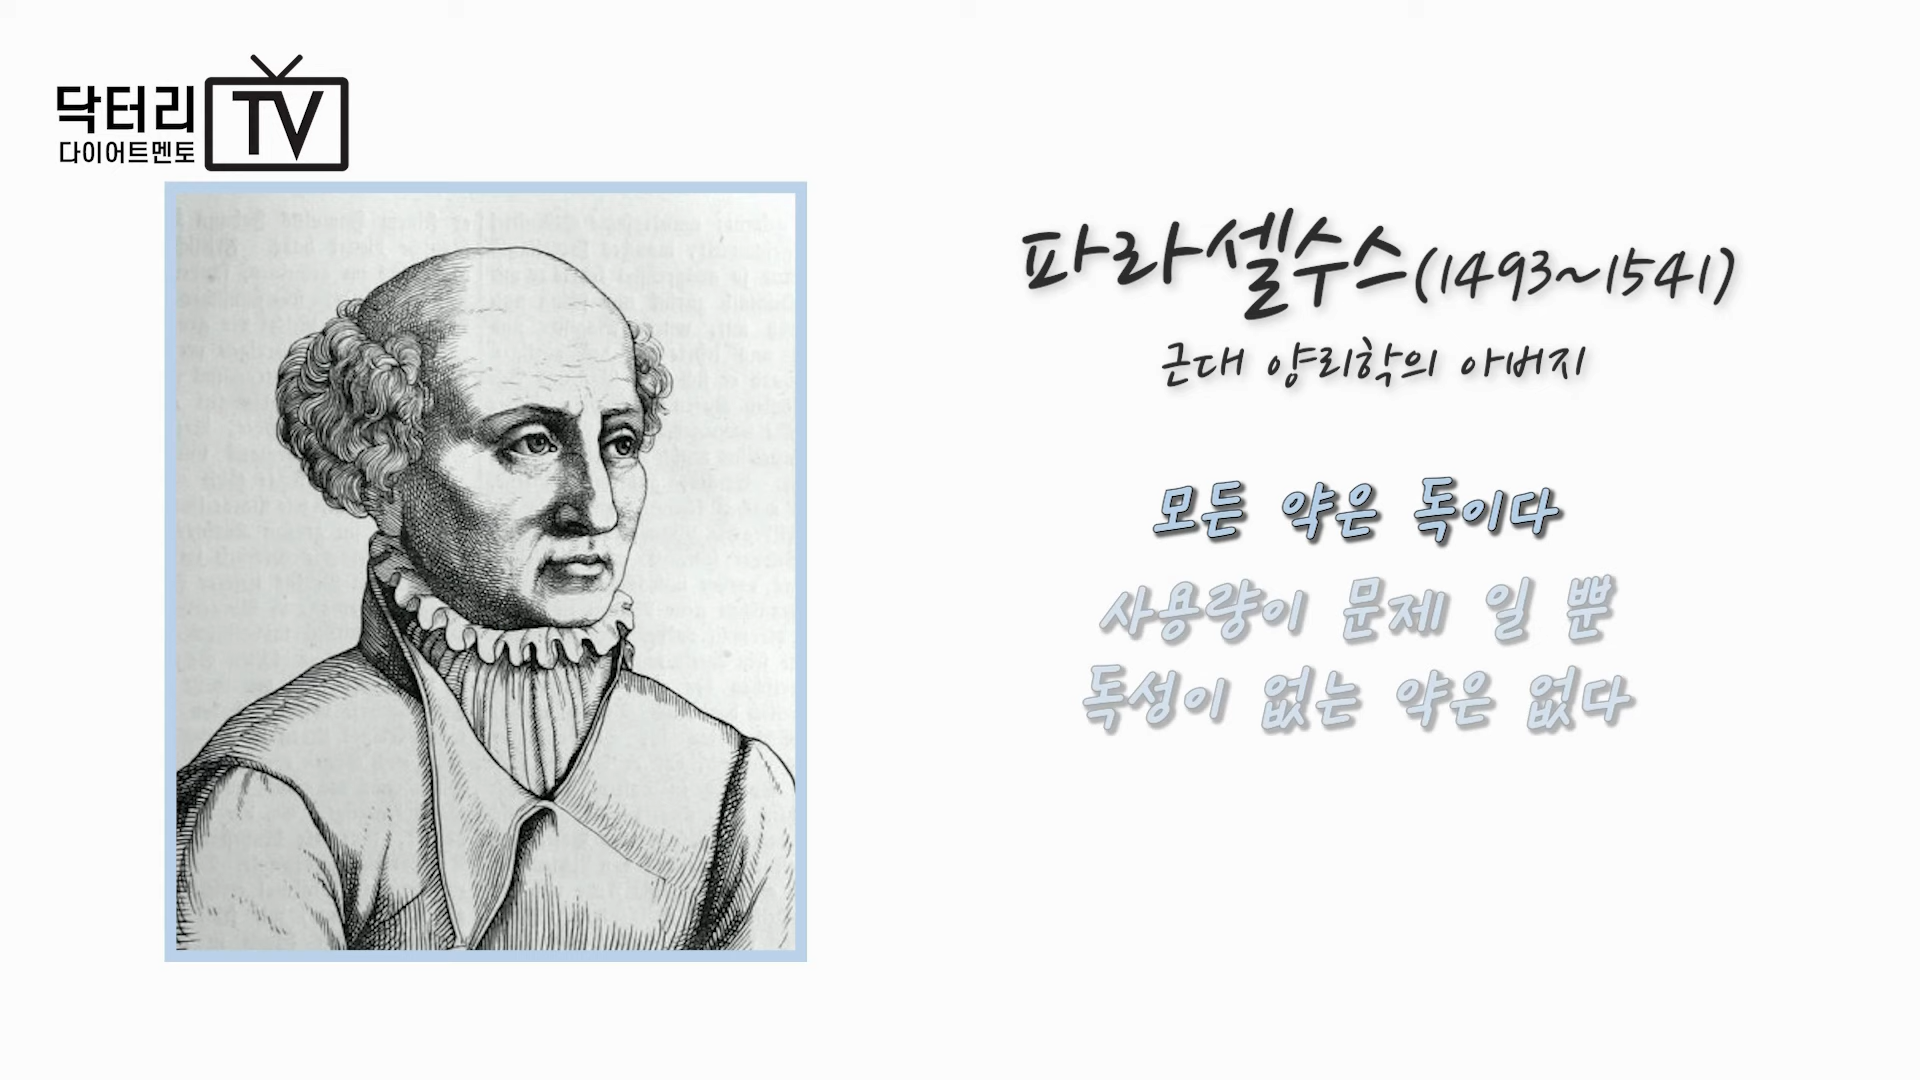 닥터리
다이어트멘토
TV
파라셀수스(1493~1541)
근대 양리학의 아버지
모든 약은 독이다
사용량이 문제 일 뿐
독성이 없는 약은 없다